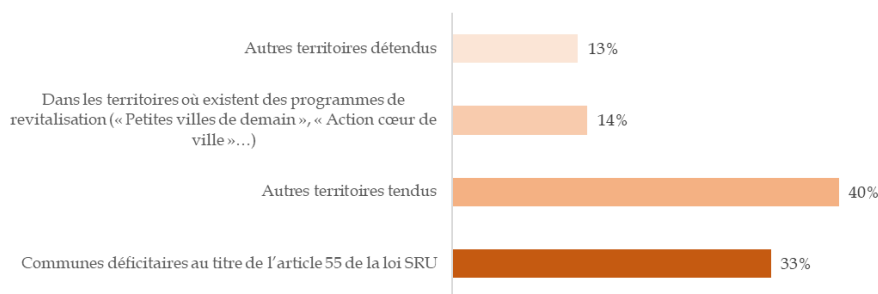 Autres territoires détendus
13%
Dans les territoires où existent des programmes de
revitalisation (« Petites villes de demain », « Action cœur de
ville »…)
14%
Autres territoires tendus
40%
Communes déficitaires au titre de l’article 55 de la loi SRU
33%